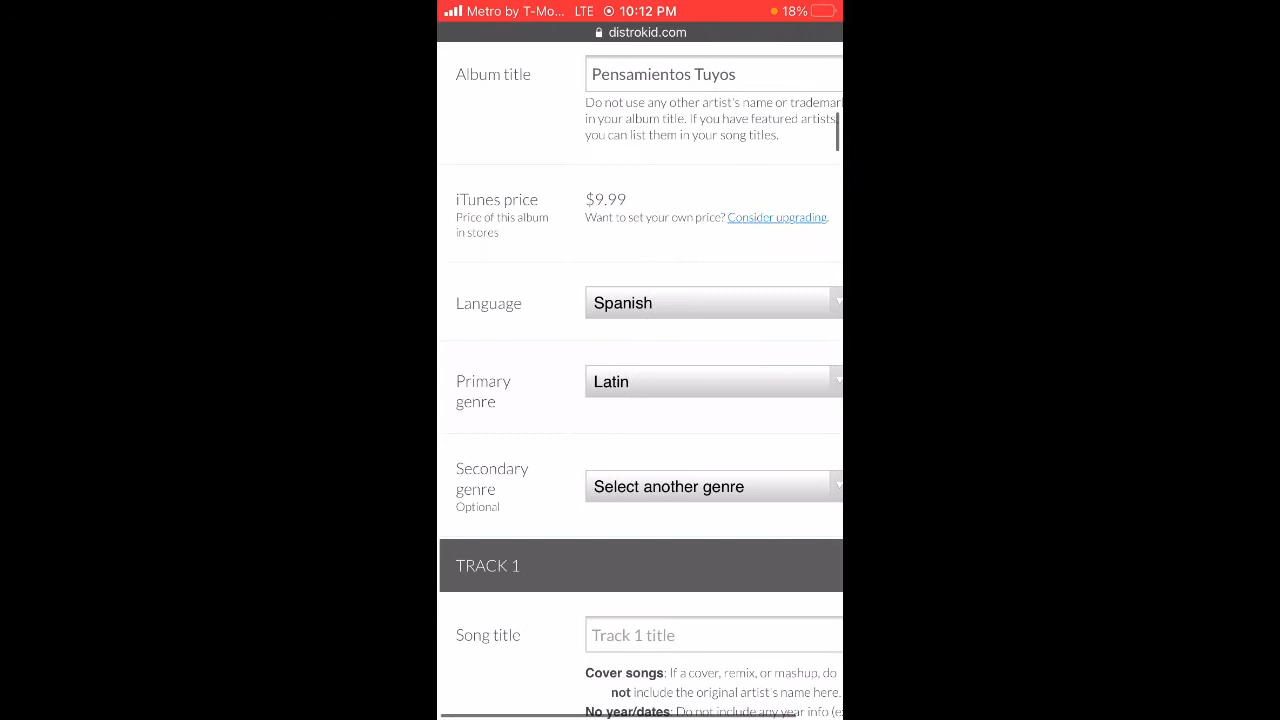 Metro by T-Mo... LTE 10:12 PM 18%
distrokid.com
Album title
Pensamientos Tuyos
Do not use any other artist's name or trademar
in your album title. If you have featured artists,
you can list them in your song titles.
iTunes price
Price of this album
in stores
$9.99
Want to set your own price? Consider upgrading.
Language
Spanish
Primary
genre
Latin
Secondary
genre
Optional
Select another genre
TRACK 1
Song title
Track 1 title
Cover songs: If a cover, remix, or mashup, do
not include the original artist's name here.
No year/dates: Do not include any year info (e